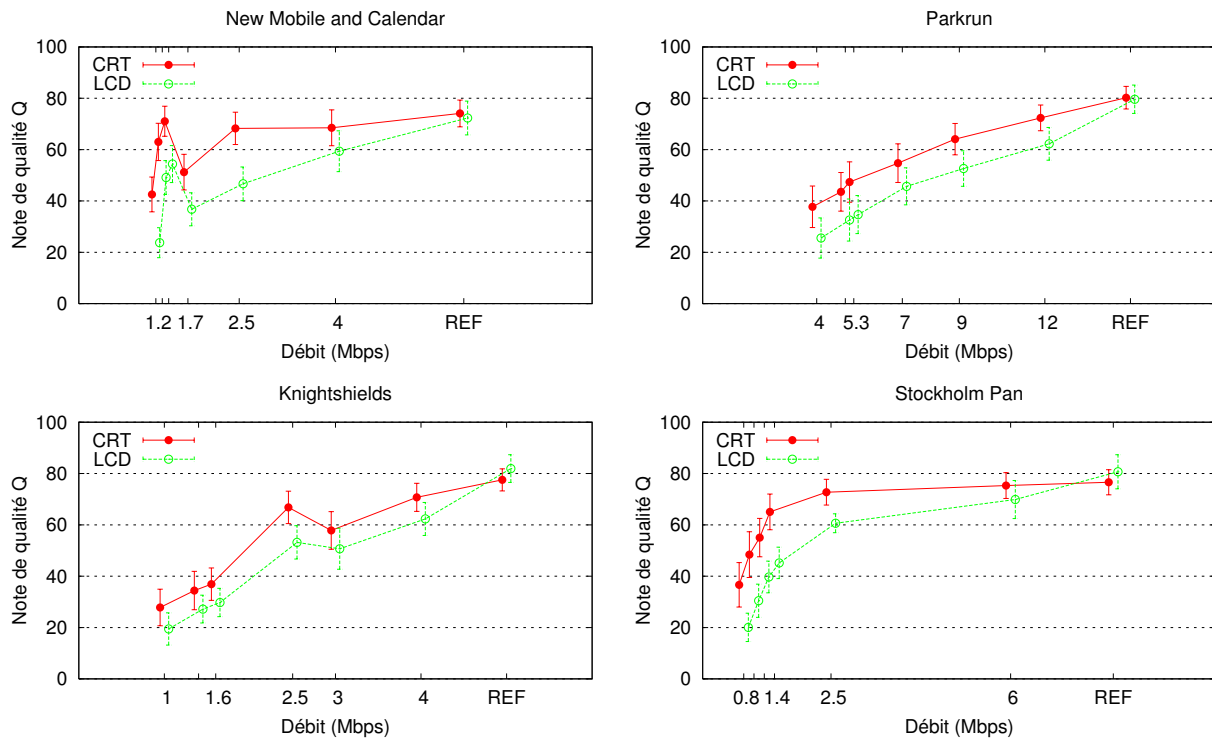 New Mobile and Calendar
100
80
60
40
20
0
Note de qualité Q
CRT
LCD
1.2 1.7 2.5 4 REF
Débit (Mbps)
Parkrun
100
80
60
40
20
0
Note de qualité Q
CRT
LCD
4 5.3 7 9 12 REF
Débit (Mbps)
Knightshields
100
80
60
40
20
0
Note de qualité Q
CRT
LCD
1 1.6 2.5 3 4 REF
Débit (Mbps)
Stockholm Pan
100
80
60
40
20
0
Note de qualité Q
CRT
LCD
0.8 1.4 2.5 6 REF
Débit (Mbps)